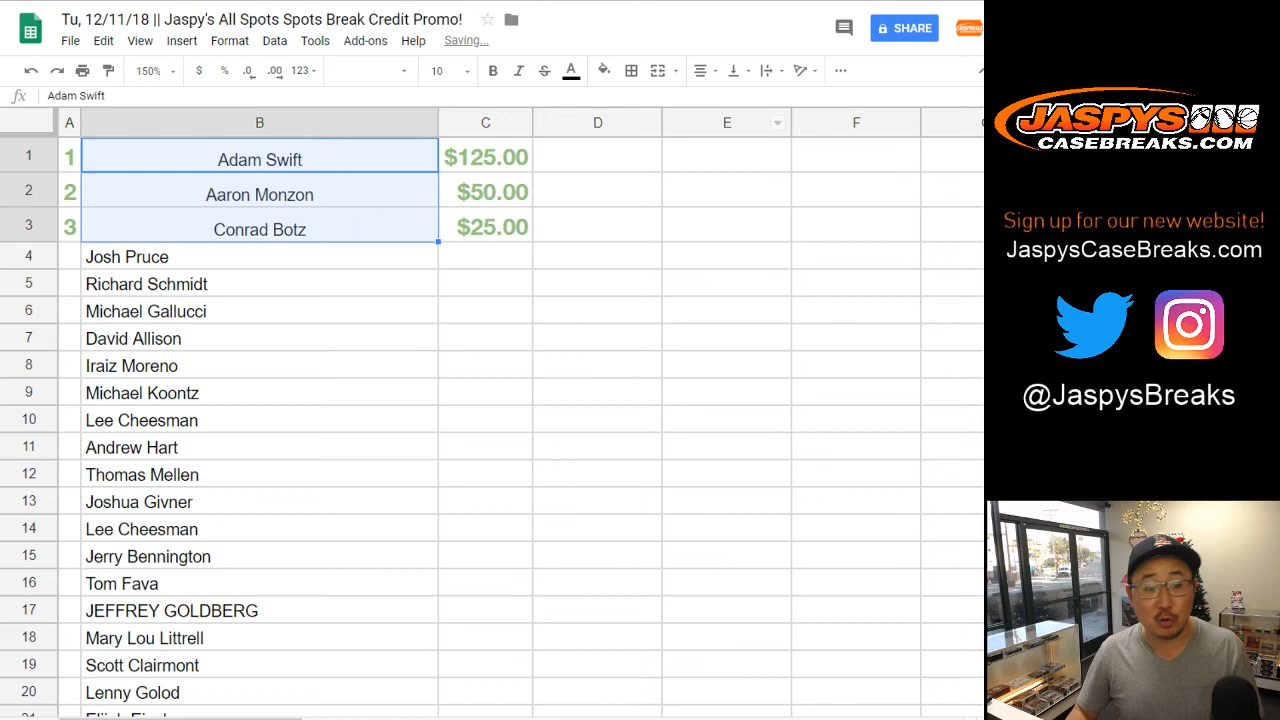 Tu, 12/11/18 || Jaspy's All Spots Spots Break Credit Promo!
SHARE
File Edit View Insert Format Data Tools Add-ons Help Saving...
150% $ % .0 .00 123 10 B I S A
fx Adam Swift
A B C D E F
1 1 Adam Swift $125.00
2 2 Aaron Monzon $50.00
3 3 Conrad Botz $25.00
4 Josh Pruce
5 Richard Schmidt
6 Michael Gallucci
7 David Allison
8 Iraiz Moreno
9 Michael Koontz
10 Lee Cheesman
11 Andrew Hart
12 Thomas Mellen
13 Joshua Givner
14 Lee Cheesman
15 Jerry Bennington
16 Tom Fava
17 JEFFREY GOLDBERG
18 Mary Lou Littrell
19 Scott Clairmont
20 Lenny Golod
JASPYS
CASEBREAKS.COM
Sign up for our new website!
JaspysCaseBreaks.com
@JaspysBreaks